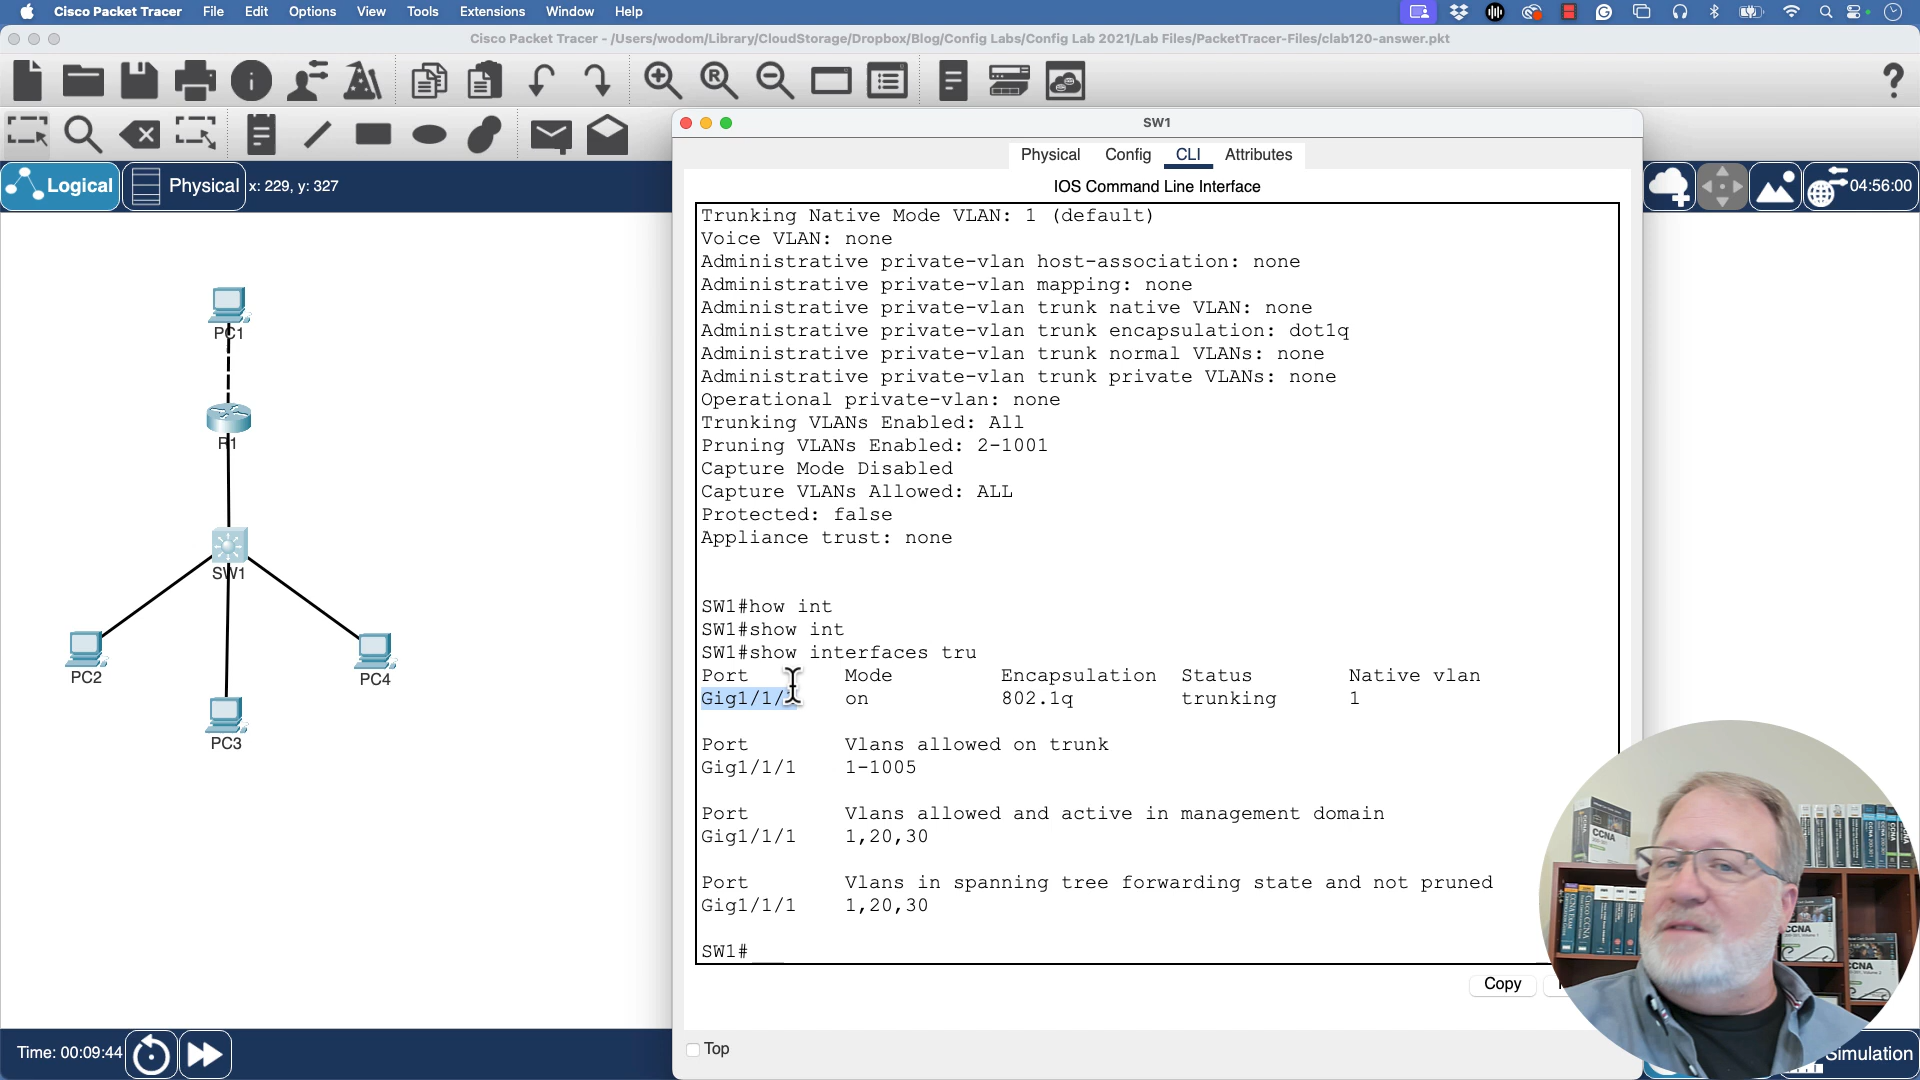 Cisco Packet Tracer File Edit Options View Tools Extensions Window Help
Cisco Packet Tracer - /Users/wodom/Library/CloudStorage/Dropbox/Blog/Config Labs/Config Lab 2021/Lab Files/PacketTracer-Files/clab120-answer.pkt
SW1
Physical Config CLI Attributes
Logical Physical x: 229, y: 327
04:56:00
IOS Command Line Interface
Trunking Native Mode VLAN: 1 (default)
Voice VLAN: none
Administrative private-vlan host-association: none
Administrative private-vlan mapping: none
Administrative private-vlan trunk native VLAN: none
Administrative private-vlan trunk encapsulation: dot1q
Administrative private-vlan trunk normal VLANs: none
Administrative private-vlan trunk private VLANs: none
Operational private-vlan: none
Trunking VLANs Enabled: All
Pruning VLANs Enabled: 2-1001
Capture Mode Disabled
Capture VLANs Allowed: ALL
Protected: false
Appliance trust: none
SW1#how int
SW1#show int
SW1#show interfaces tru
Port Mode Encapsulation Status Native vlan
Gig1/1/1 on 802.1q trunking 1
Port Vlans allowed on trunk
Gig1/1/1 1-1005
Port Vlans allowed and active in management domain
Gig1/1/1 1,20,30
Port Vlans in spanning tree forwarding state and not pruned
Gig1/1/1 1,20,30
SW1#
Copy
Top
PC1
R1
SW1
PC2
PC4
PC3
Time: 00:09:44
Simulation
CCNA
CCNA
CCNA